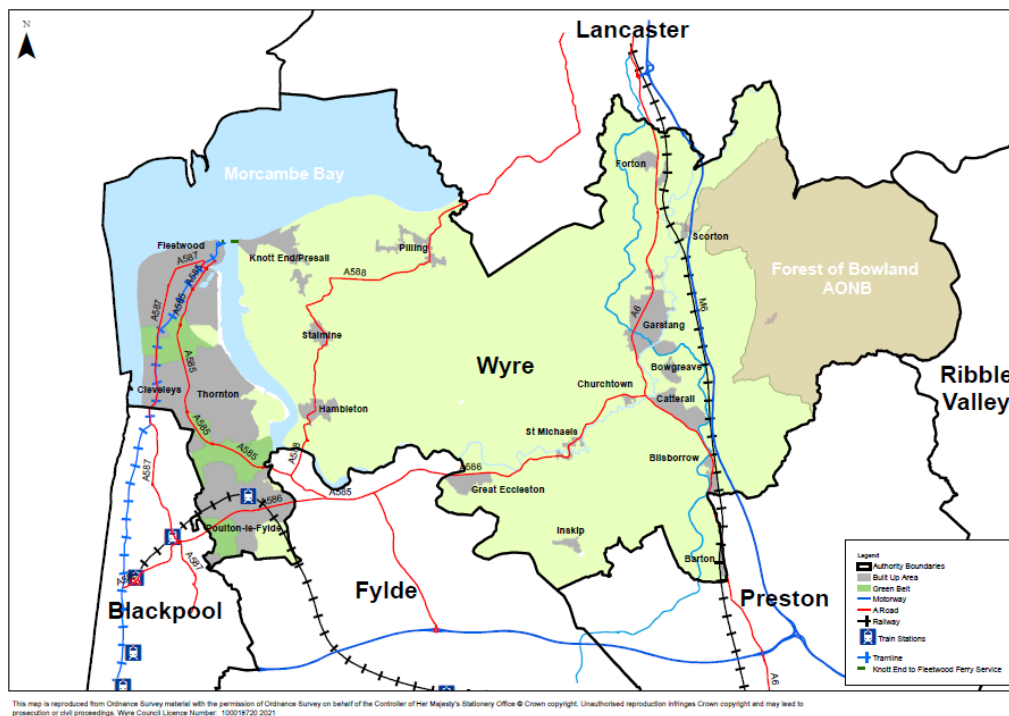 N
Lancaster
Morcambe Bay
Forton
Fleetwood
A587
A585
A585
Knott End/Presall
Pilling
Scorton
A588
Forest of Bowland
AONB
A587
M6
A6
Garstang
Stalmine
Wyre
A585
Bowgreave
Ribble
Valley
Cleveleys
Thornton
Churchtown
Catterall
Hambleton
St Michaels
A585
A588
Bilsborrow
A587
A586
A585
Great Eccleston
A586
Poulton-le-Fylde
Inskip
Barton
A587
Fylde
Preston
Blackpool
A6
Legend
Authority Boundaries
Built Up Area
Green Belt
Motorway
A Road
Railway
Train Stations
Tramline
Knott End to Fleetwood Ferry Service
This map is reproduced from Ordnance Survey material with the permission of Ordnance Survey on behalf of the Controller of Her Majesty's Stationery Office © Crown copyright. Unauthorised reproduction infringes Crown copyright and may lead to
prosecution or civil proceedings. Wyre Council Licence Number: 100018720 2021